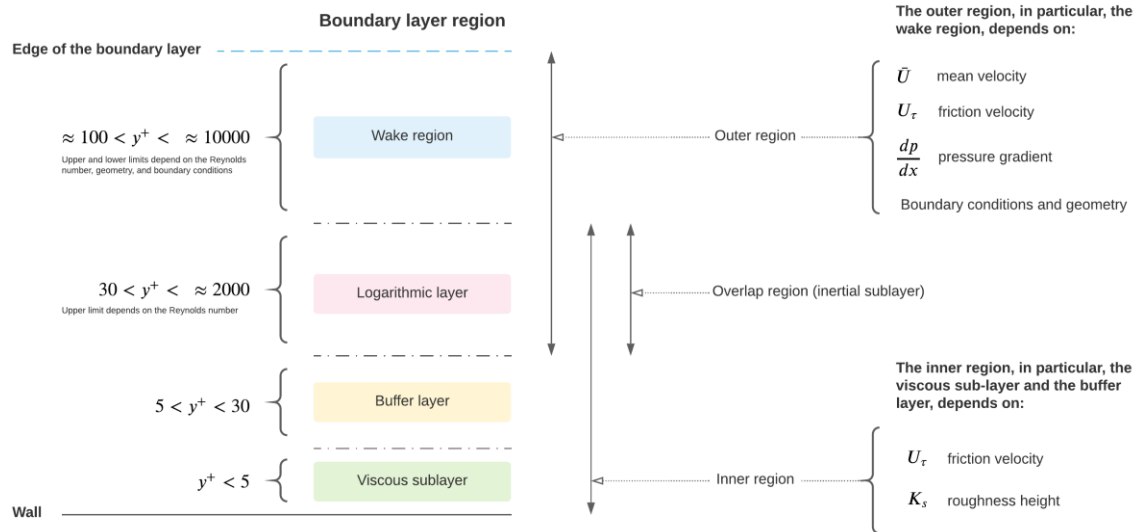 Boundary layer region
Edge of the boundary layer
≈ 100 < y⁺ < ≈ 10000
Upper and lower limits depend on the Reynolds
number, geometry, and boundary conditions
Wake region
30 < y⁺ < ≈ 2000
Upper limit depends on the Reynolds number
Logarithmic layer
5 < y⁺ < 30
Buffer layer
y⁺ < 5
Viscous sublayer
Wall
Outer region
Overlap region (inertial sublayer)
Inner region
The outer region, in particular, the
wake region, depends on:
Ū mean velocity
U_τ friction velocity
dp/dx pressure gradient
Boundary conditions and geometry
The inner region, in particular, the
viscous sub-layer and the buffer
layer, depends on:
U_τ friction velocity
K_s roughness height